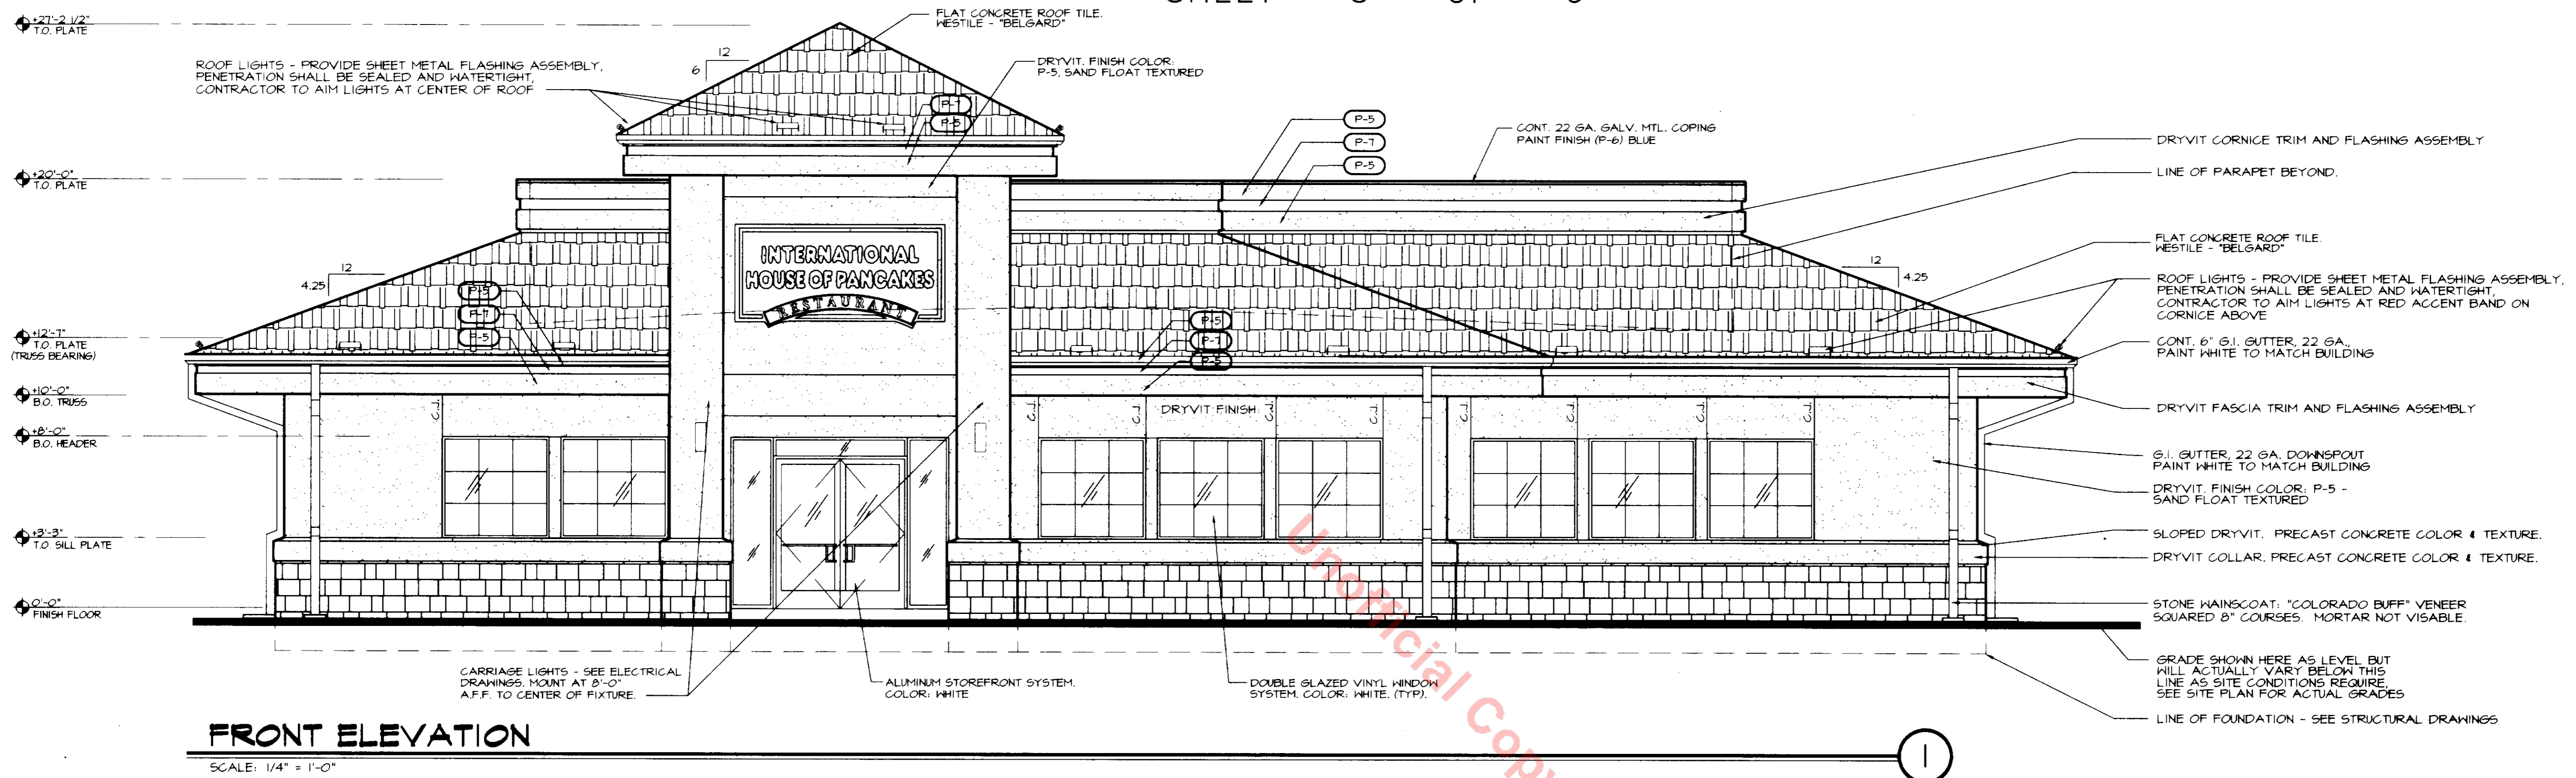 +27'-2 1/2"
T.O. PLATE
FLAT CONCRETE ROOF TILE.
WESTILE - "BELGARD"
12
6
ROOF LIGHTS - PROVIDE SHEET METAL FLASHING ASSEMBLY,
PENETRATION SHALL BE SEALED AND WATERTIGHT,
CONTRACTOR TO AIM LIGHTS AT CENTER OF ROOF
DRYVIT. FINISH COLOR:
P-5, SAND FLOAT TEXTURED
P-7
P-5
P-5
P-7
P-5
CONT. 22 GA. GALV. MTL. COPING
PAINT FINISH (P-6) BLUE
DRYVIT CORNICE TRIM AND FLASHING ASSEMBLY
+20'-0"
T.O. PLATE
LINE OF PARAPET BEYOND.
INTERNATIONAL
HOUSE OF PANCAKES
RESTAURANT
FLAT CONCRETE ROOF TILE.
WESTILE - "BELGARD"
12
4.25
12
4.25
ROOF LIGHTS - PROVIDE SHEET METAL FLASHING ASSEMBLY,
PENETRATION SHALL BE SEALED AND WATERTIGHT,
CONTRACTOR TO AIM LIGHTS AT RED ACCENT BAND ON
CORNICE ABOVE
P-5
P-7
P-5
P-5
P-7
P-5
+12'-7"
T.O. PLATE
(TRUSS BEARING)
CONT. 6" G.I. GUTTER, 22 GA.,
PAINT WHITE TO MATCH BUILDING
+10'-0"
B.O. TRUSS
DRYVIT FASCIA TRIM AND FLASHING ASSEMBLY
C.J.
C.J.
C.J.
DRYVIT FINISH
C.J.
C.J.
C.J.
C.J.
C.J.
C.J.
+8'-0"
B.O. HEADER
G.I. GUTTER, 22 GA. DOWNSPOUT
PAINT WHITE TO MATCH BUILDING
DRYVIT. FINISH COLOR: P-5 -
SAND FLOAT TEXTURED
+3'-3"
T.O. SILL PLATE
SLOPED DRYVIT. PRECAST CONCRETE COLOR & TEXTURE.
DRYVIT COLLAR. PRECAST CONCRETE COLOR & TEXTURE.
0'-0"
FINISH FLOOR
STONE WAINSCOAT: "COLORADO BUFF" VENEER
SQUARED 8" COURSES. MORTAR NOT VISABLE.
CARRIAGE LIGHTS - SEE ELECTRICAL
DRAWINGS. MOUNT AT 8'-0"
A.F.F. TO CENTER OF FIXTURE.
ALUMINUM STOREFRONT SYSTEM.
COLOR: WHITE
DOUBLE GLAZED VINYL WINDOW
SYSTEM. COLOR: WHITE. (TYP).
GRADE SHOWN HERE AS LEVEL BUT
WILL ACTUALLY VARY BELOW THIS
LINE AS SITE CONDITIONS REQUIRE,
SEE SITE PLAN FOR ACTUAL GRADES
LINE OF FOUNDATION - SEE STRUCTURAL DRAWINGS
FRONT ELEVATION
SCALE: 1/4" = 1'-0"
1
Unofficial Copy